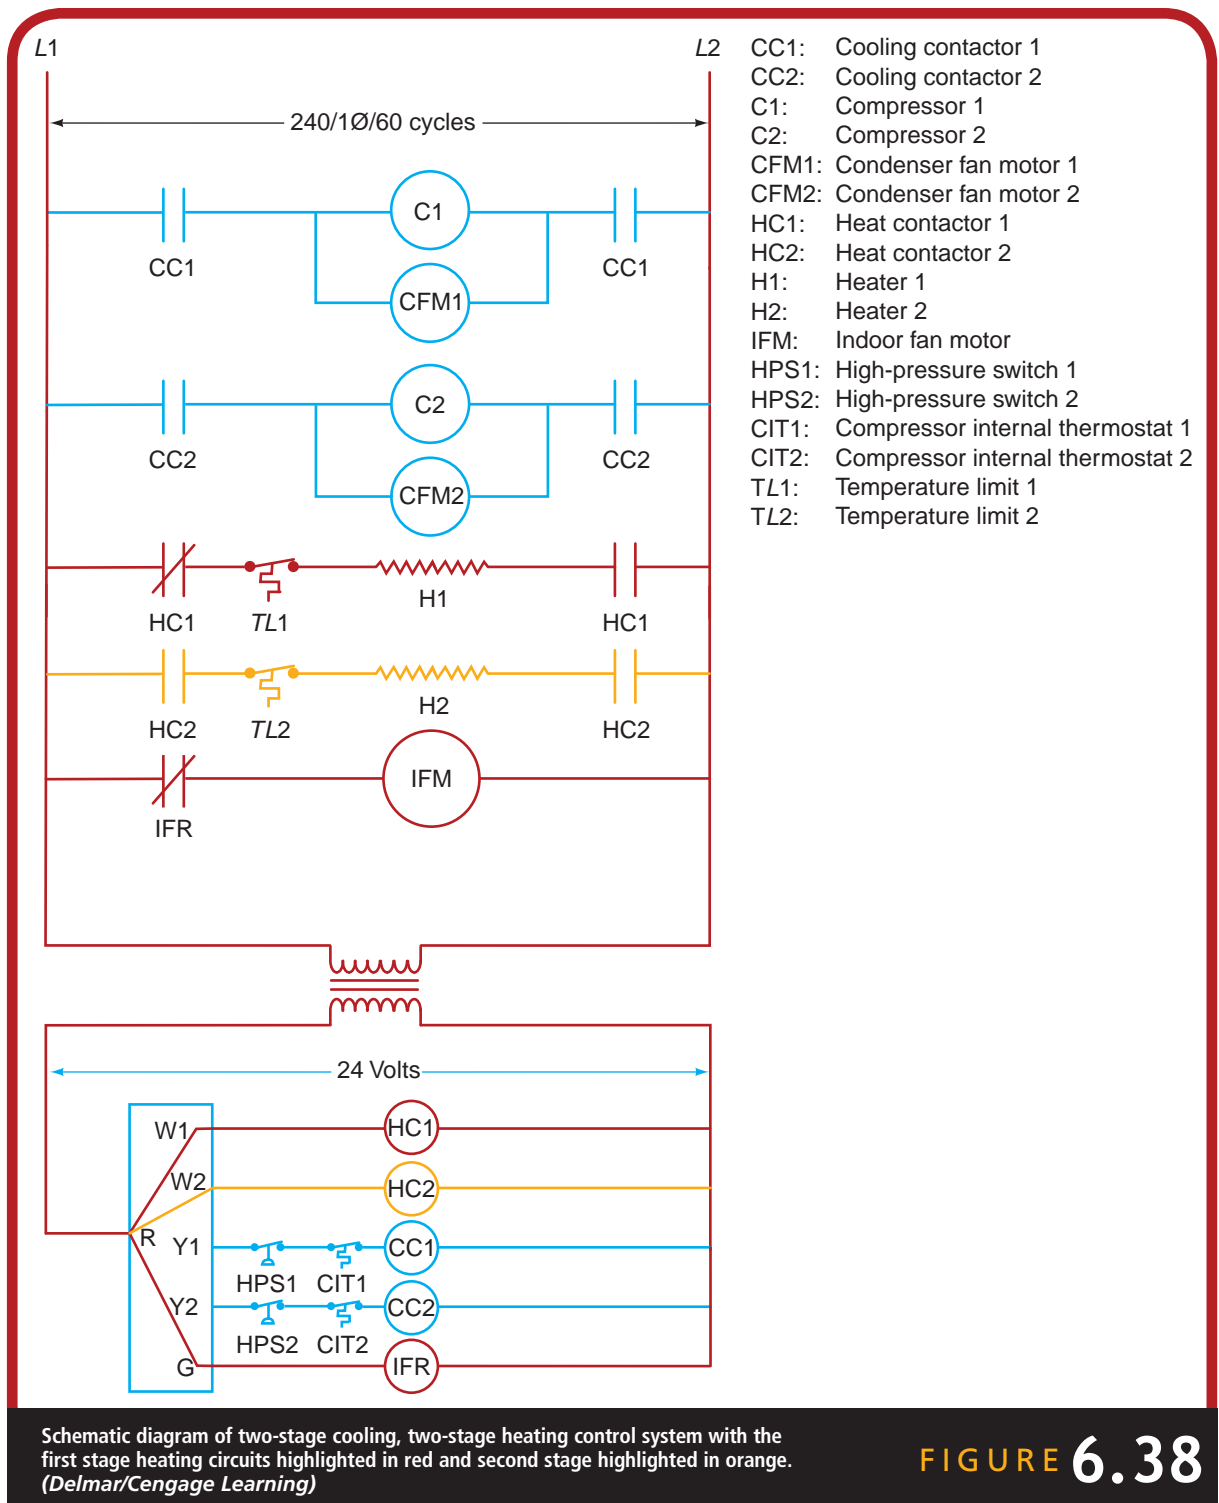 L1
L2
240/1Ø/60 cycles
CC1: Cooling contactor 1
CC2: Cooling contactor 2
C1: Compressor 1
C2: Compressor 2
CFM1: Condenser fan motor 1
CFM2: Condenser fan motor 2
HC1: Heat contactor 1
HC2: Heat contactor 2
H1: Heater 1
H2: Heater 2
IFM: Indoor fan motor
HPS1: High-pressure switch 1
HPS2: High-pressure switch 2
CIT1: Compressor internal thermostat 1
CIT2: Compressor internal thermostat 2
TL1: Temperature limit 1
TL2: Temperature limit 2
C1
CC1
CC1
CFM1
C2
CC2
CC2
CFM2
H1
HC1
TL1
HC1
H2
HC2
TL2
HC2
IFM
IFR
24 Volts
W1
HC1
W2
HC2
R
Y1
CC1
HPS1
CIT1
Y2
CC2
HPS2
CIT2
G
IFR
Schematic diagram of two-stage cooling, two-stage heating control system with the
first stage heating circuits highlighted in red and second stage highlighted in orange.
(Delmar/Cengage Learning)
FIGURE 6.38